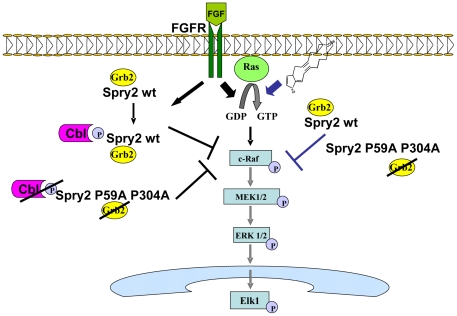 FGF
FGFR
Ras
Grb2
Spry2 wt
GDP GTP
Grb2
Spry2 wt
Cbl P
Spry2 wt
Grb2
Spry2 P59A P304A
Grb2
c-Raf
P
Cbl P Spry2 P59A P304A
Grb2
MEK1/2
P
ERK 1/2
P
Elk1
P